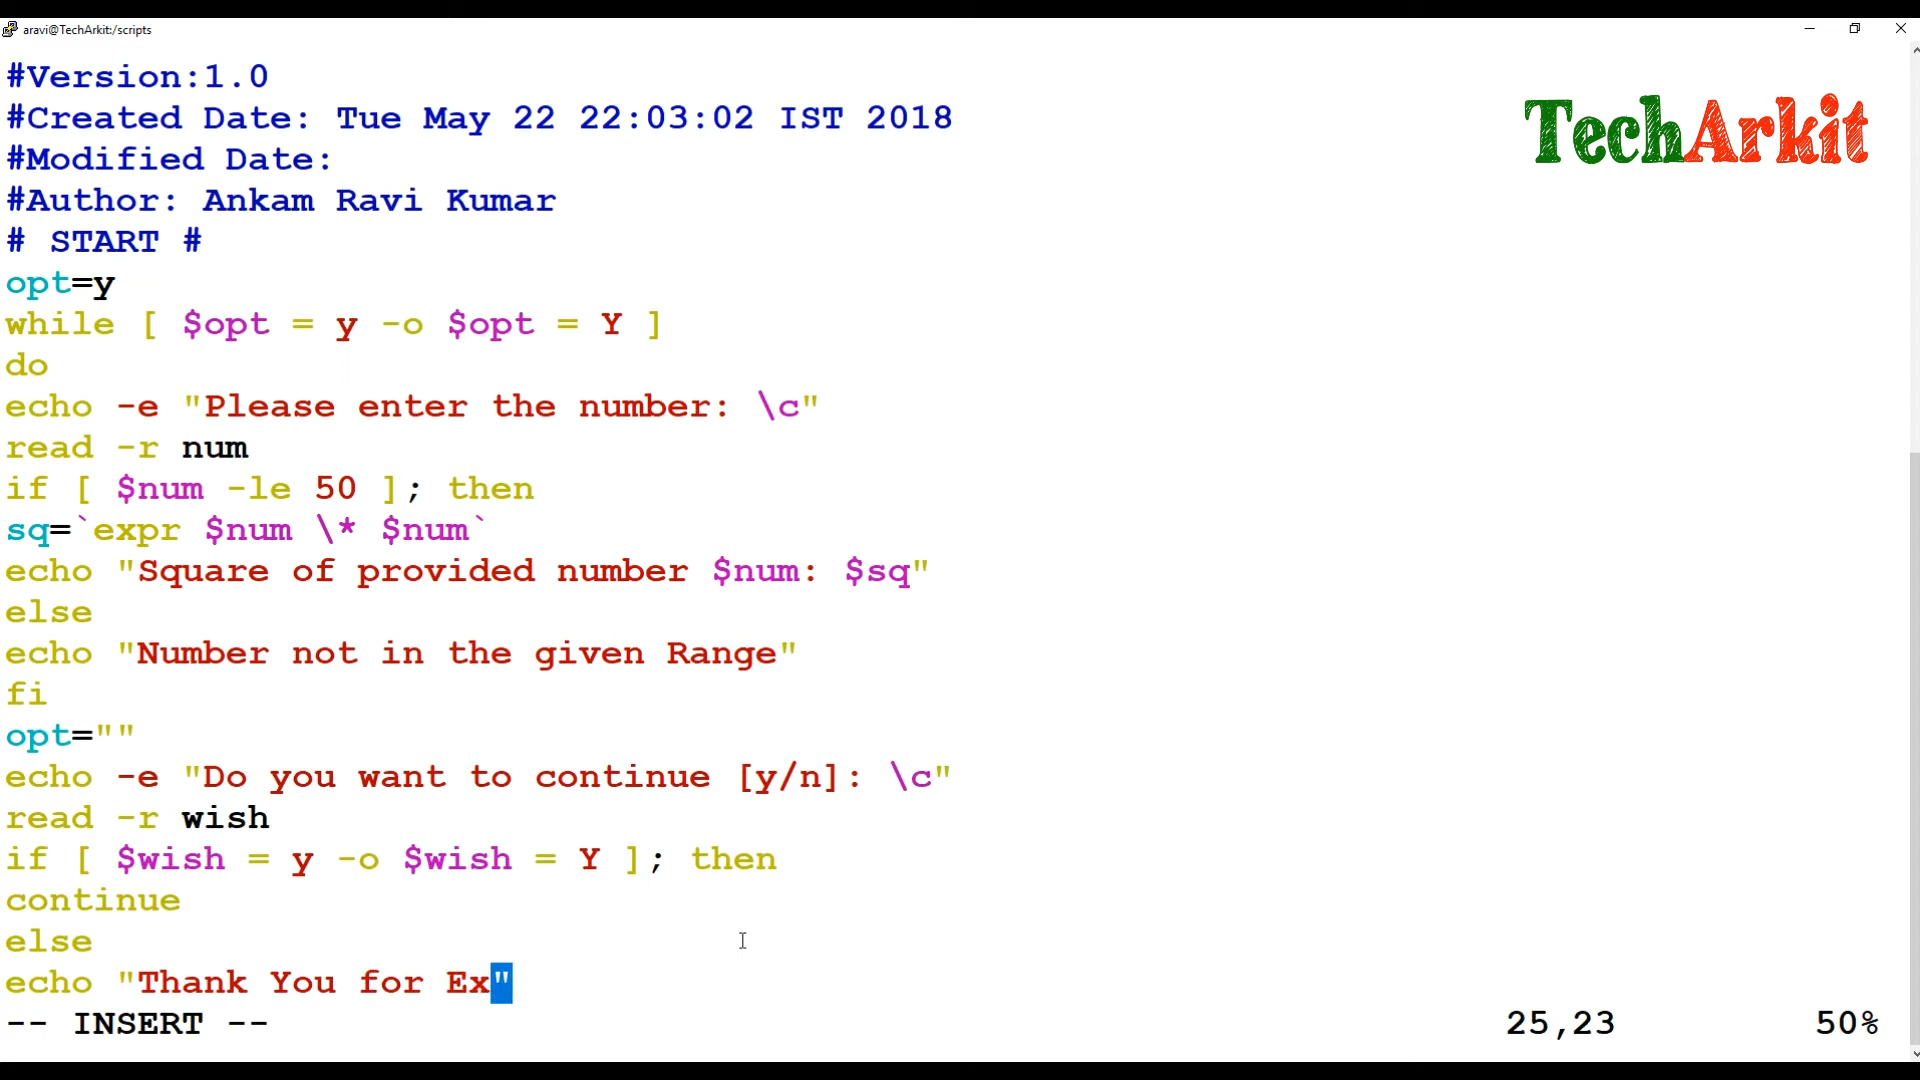 aravi@TechArkit:/scripts
#Version:1.0
#Created Date: Tue May 22 22:03:02 IST 2018
#Modified Date:
#Author: Ankam Ravi Kumar
# START #
opt=y
while [ $opt = y -o $opt = Y ]
do
echo -e "Please enter the number: \c"
read -r num
if [ $num -le 50 ]; then
sq=`expr $num \* $num`
echo "Square of provided number $num: $sq"
else
echo "Number not in the given Range"
fi
opt=""
echo -e "Do you want to continue [y/n]: \c"
read -r wish
if [ $wish = y -o $wish = Y ]; then
continue
else
echo "Thank You for Ex"
-- INSERT -- 25,23 50%
TechArkit